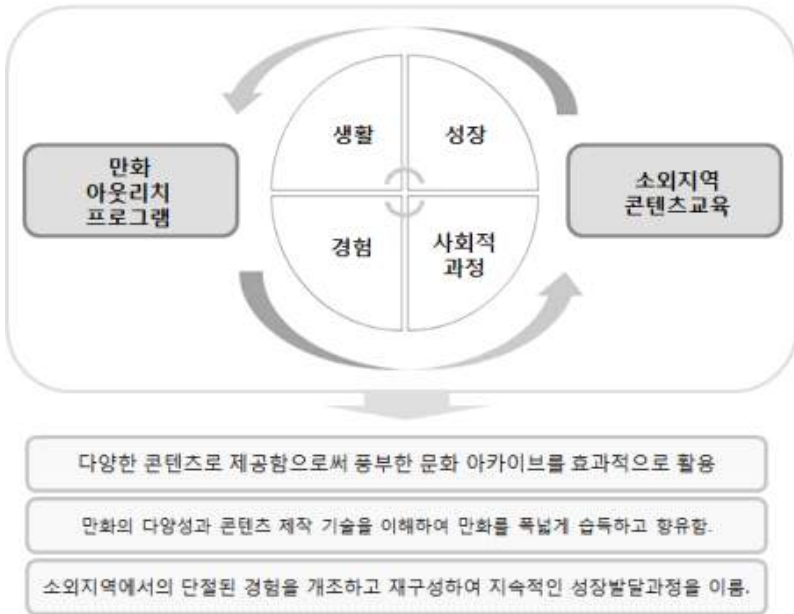 생활
성장
만화
아웃리치
프로그램
소외지역
콘텐츠교육
경험
사회적
과정
다양한 콘텐츠로 제공함으로써 풍부한 문화 아카이브를 효과적으로 활용
만화의 다양성과 콘텐츠 제작 기술을 이해하여 만화를 폭넓게 습득하고 향유함.
소외지역에서의 단절된 경험을 개조하고 재구성하여 지속적인 성장발달과정을 이룸.